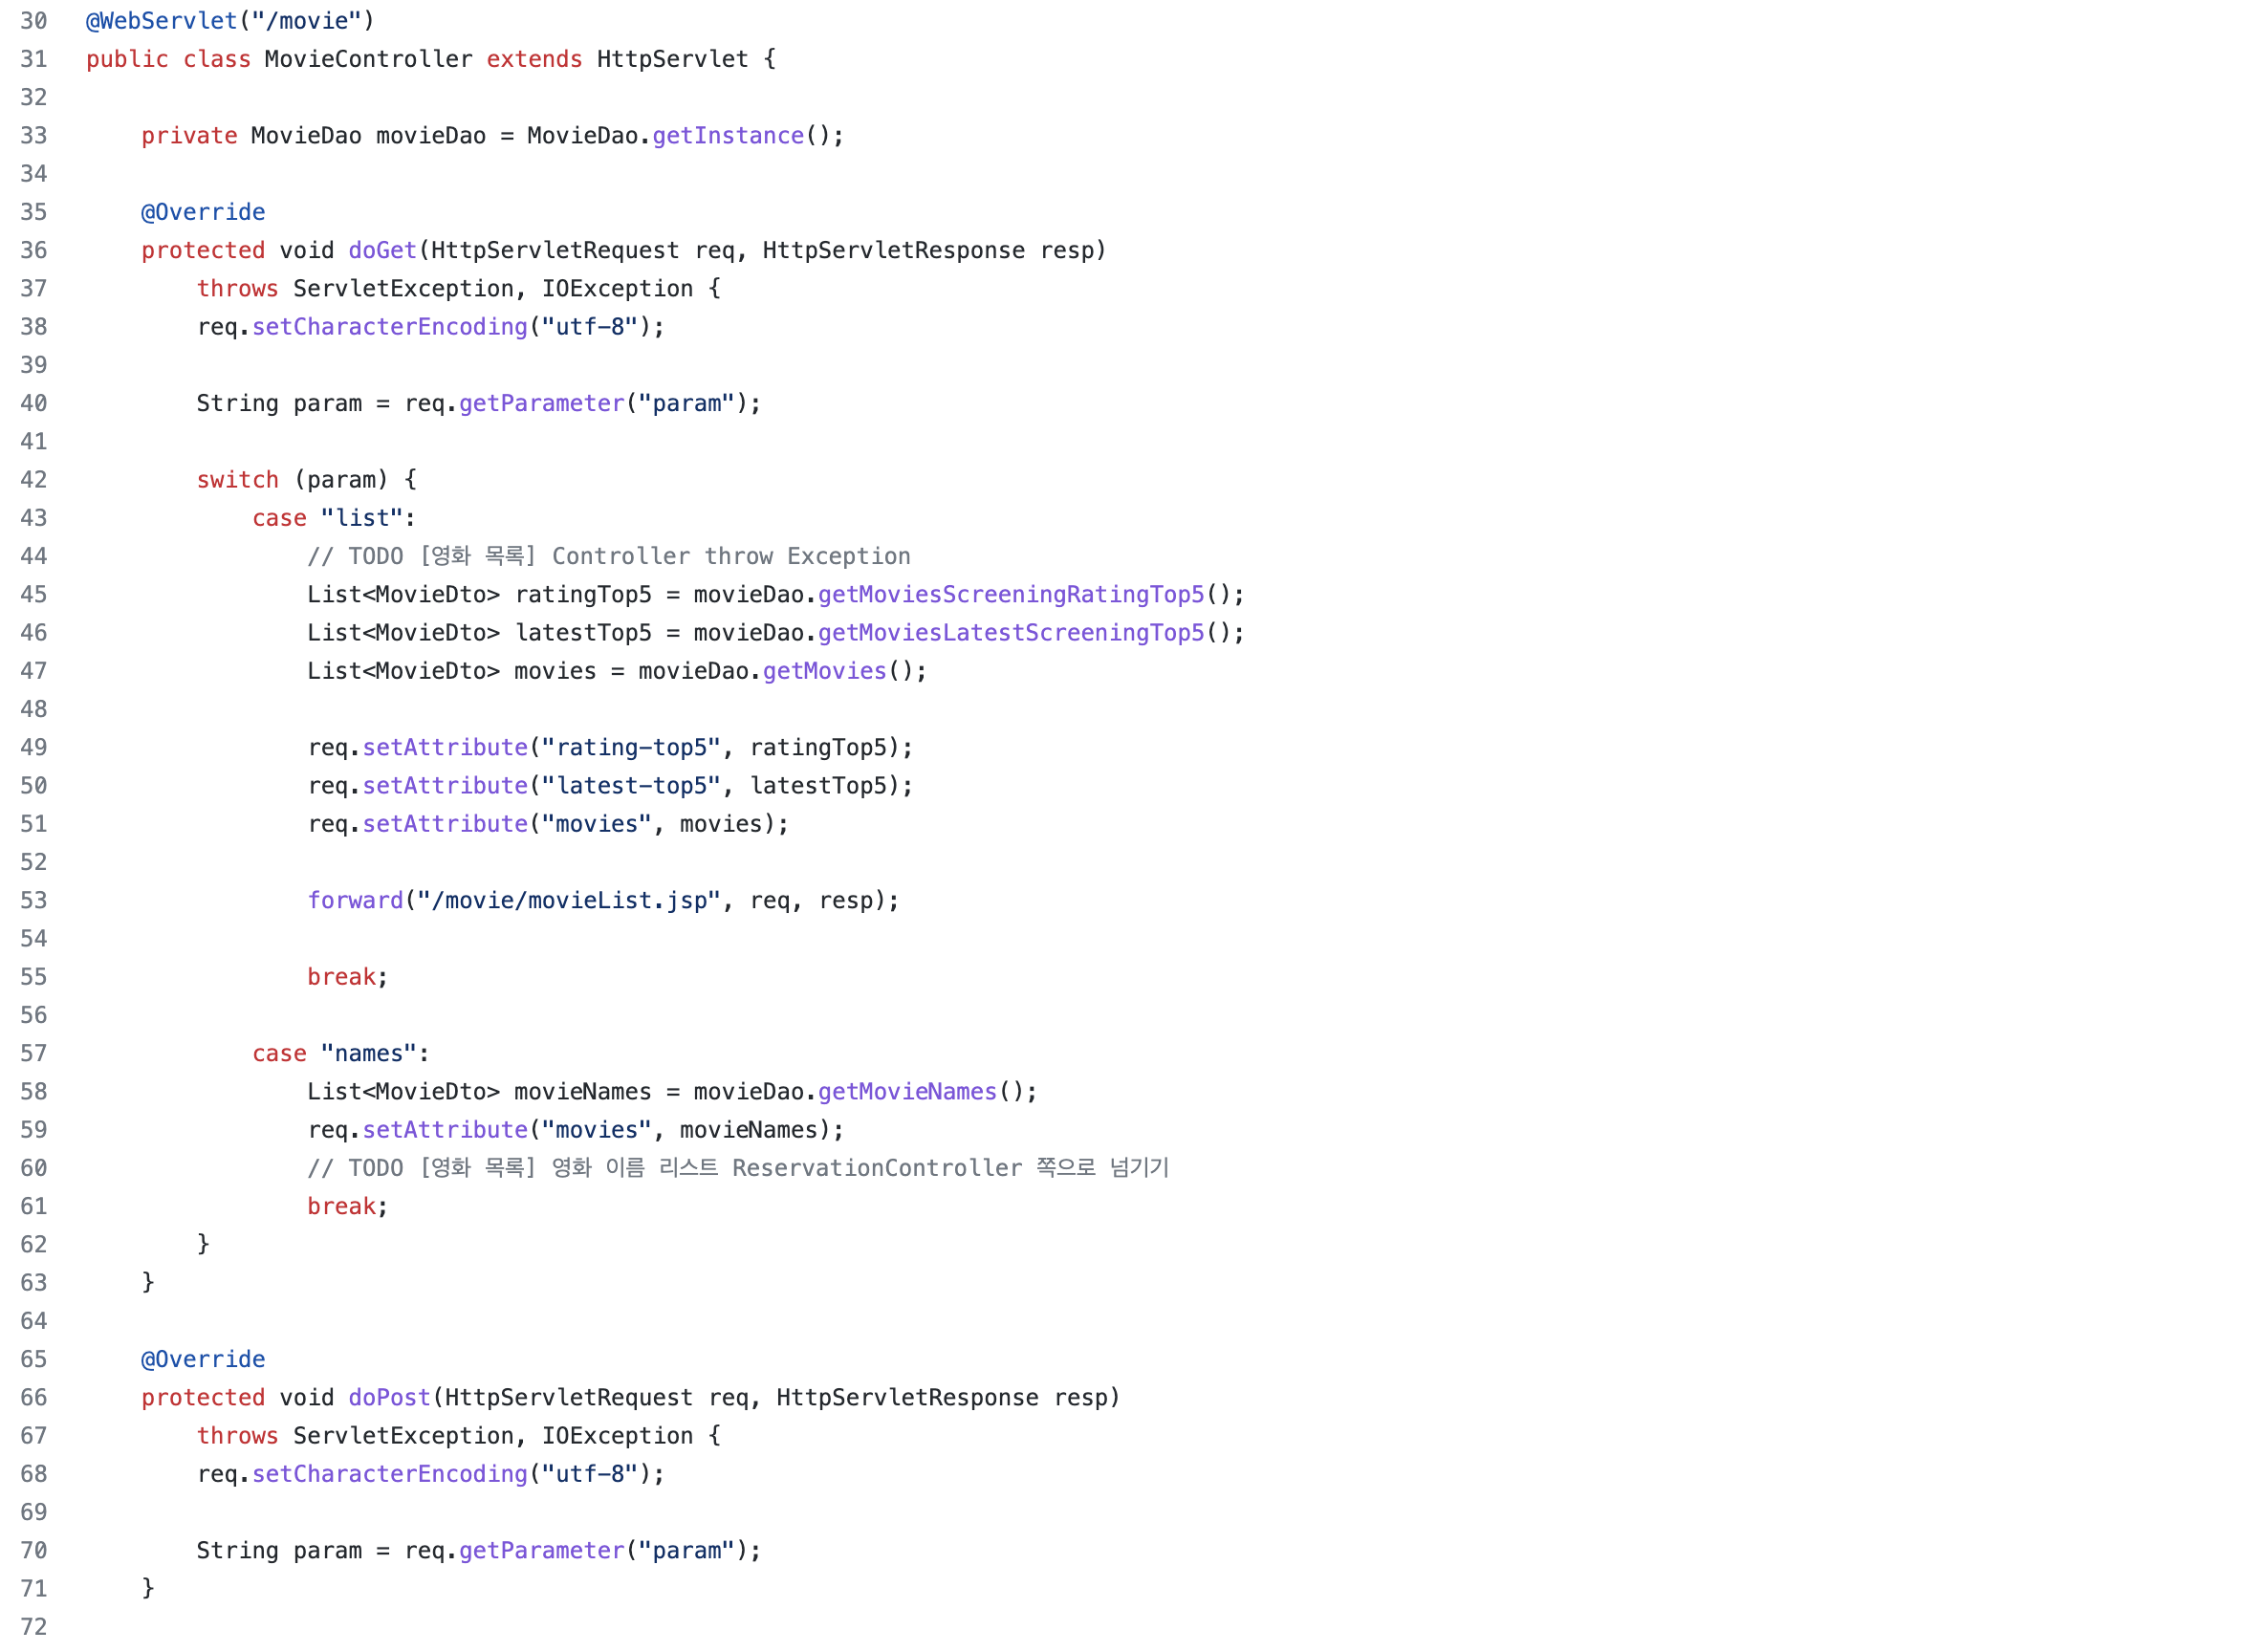 30 @WebServlet("/movie")
31 public class MovieController extends HttpServlet {
32
33 private MovieDao movieDao = MovieDao.getInstance();
34
35 @Override
36 protected void doGet(HttpServletRequest req, HttpServletResponse resp)
37 throws ServletException, IOException {
38 req.setCharacterEncoding("utf-8");
39
40 String param = req.getParameter("param");
41
42 switch (param) {
43 case "list":
44 // TODO [영화 목록] Controller throw Exception
45 List<MovieDto> ratingTop5 = movieDao.getMoviesScreeningRatingTop5();
46 List<MovieDto> latestTop5 = movieDao.getMoviesLatestScreeningTop5();
47 List<MovieDto> movies = movieDao.getMovies();
48
49 req.setAttribute("rating-top5", ratingTop5);
50 req.setAttribute("latest-top5", latestTop5);
51 req.setAttribute("movies", movies);
52
53 forward("/movie/movieList.jsp", req, resp);
54
55 break;
56
57 case "names":
58 List<MovieDto> movieNames = movieDao.getMovieNames();
59 req.setAttribute("movies", movieNames);
60 // TODO [영화 목록] 영화 이름 리스트 ReservationController 쪽으로 넘기기
61 break;
62 }
63 }
64
65 @Override
66 protected void doPost(HttpServletRequest req, HttpServletResponse resp)
67 throws ServletException, IOException {
68 req.setCharacterEncoding("utf-8");
69
70 String param = req.getParameter("param");
71 }
72